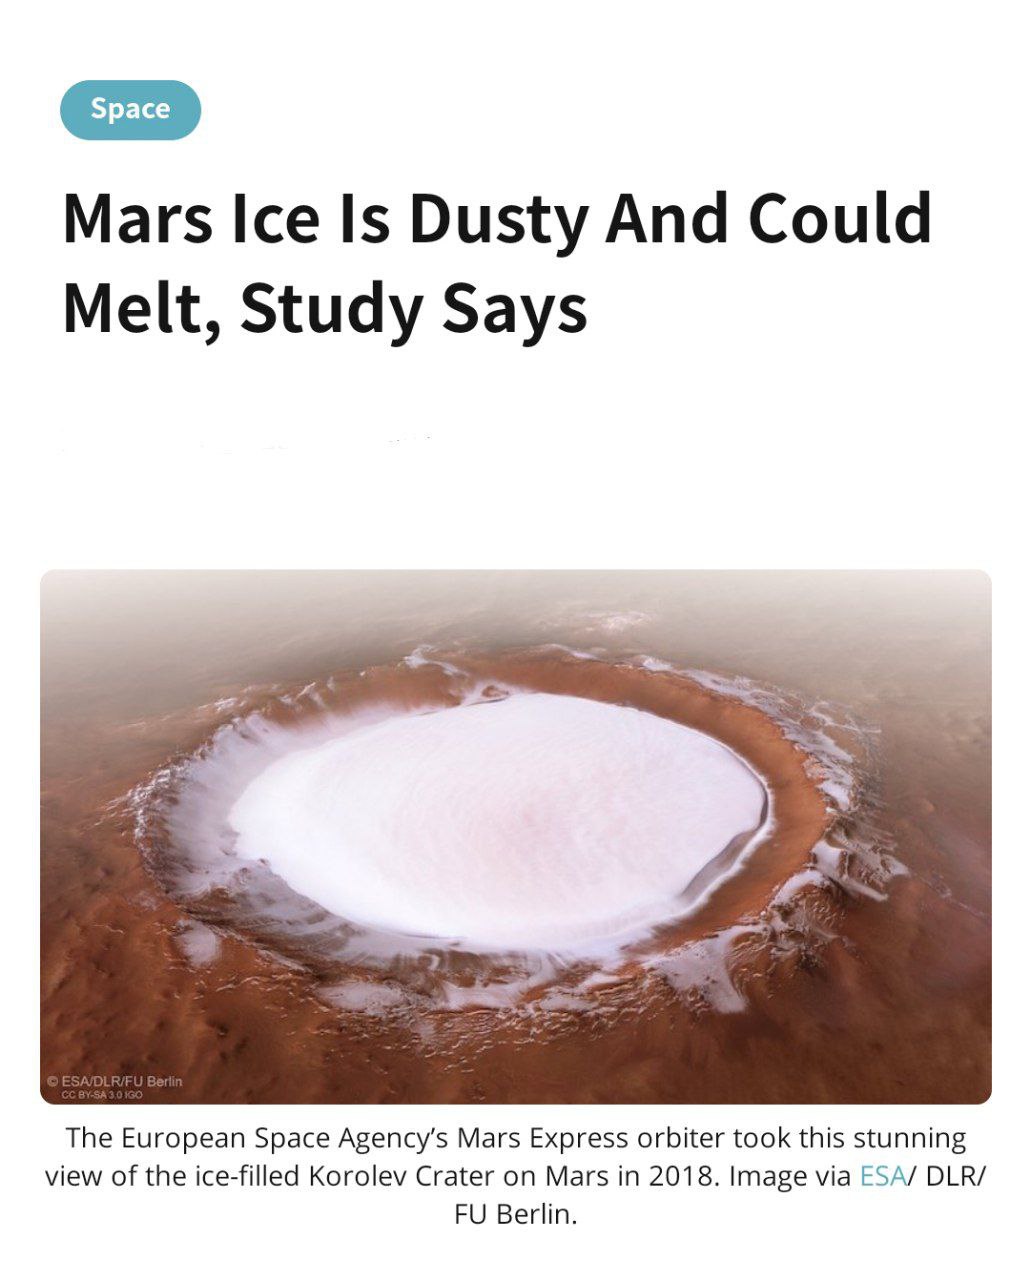 Space
Mars Ice Is Dusty And Could
Melt, Study Says
© ESA/DLR/FU Berlin
CC BY-SA 3.0 IGO
The European Space Agency’s Mars Express orbiter took this stunning
view of the ice-filled Korolev Crater on Mars in 2018. Image via ESA/ DLR/
FU Berlin.